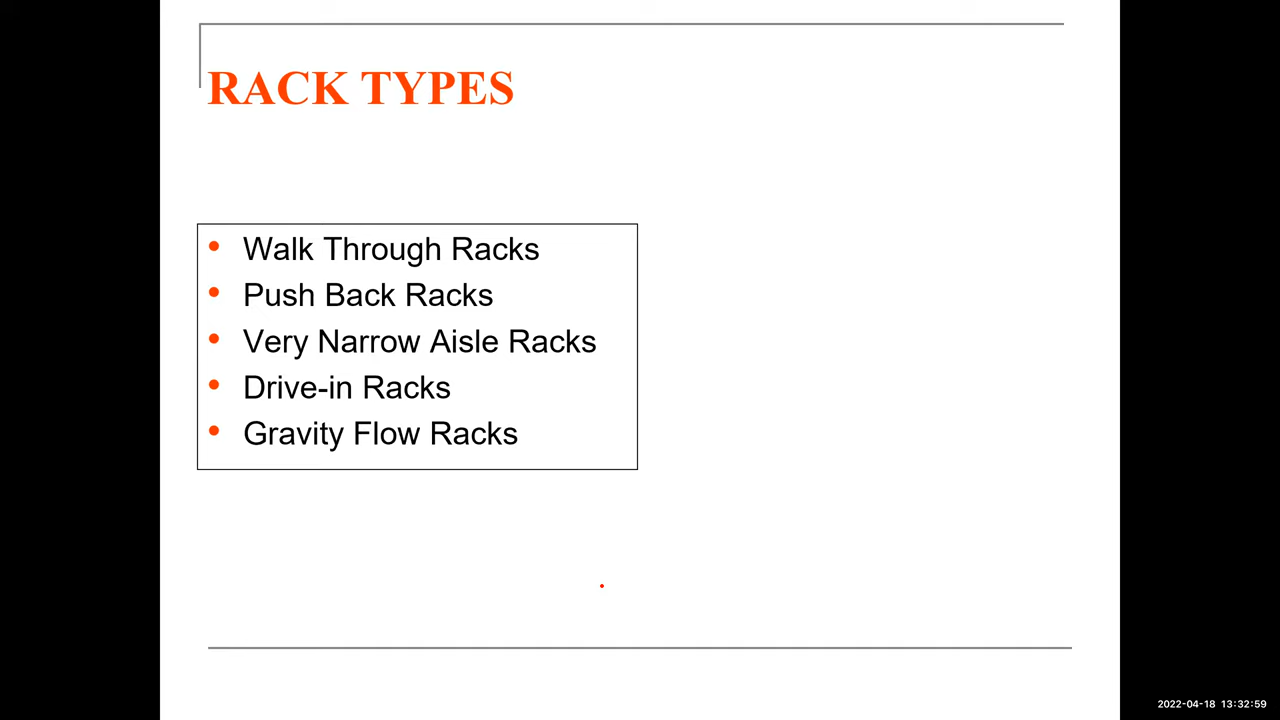 RACK TYPES
• Walk Through Racks
• Push Back Racks
• Very Narrow Aisle Racks
• Drive-in Racks
• Gravity Flow Racks
2022-04-18 13:32:59